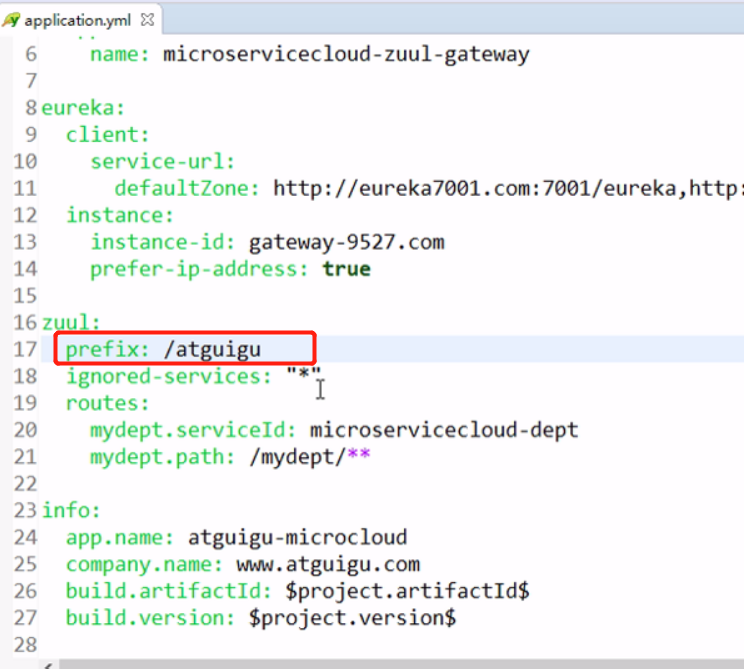 application.yml
6 name: microservicecloud-zuul-gateway
7
8 eureka:
9 client:
10 service-url:
11 defaultZone: http://eureka7001.com:7001/eureka,http:
12 instance:
13 instance-id: gateway-9527.com
14 prefer-ip-address: true
15
16 zuul:
17 prefix: /atguigu
18 ignored-services: "*"
19 routes:
20 mydept.serviceId: microservicecloud-dept
21 mydept.path: /mydept/**
22
23 info:
24 app.name: atguigu-microcloud
25 company.name: www.atguigu.com
26 build.artifactId: $project.artifactId$
27 build.version: $project.version$
28